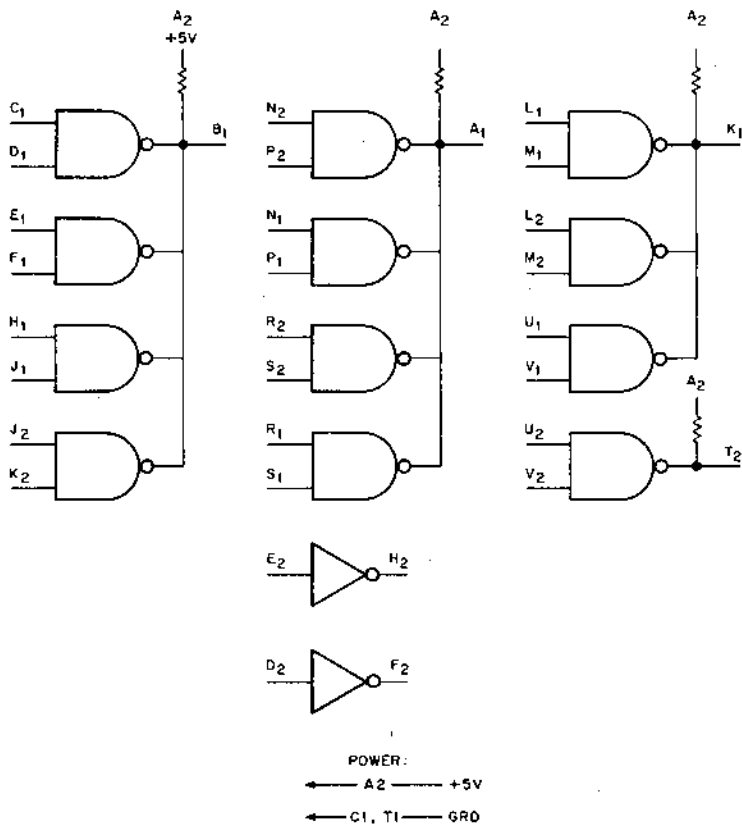 A2 A2 A2
+5V
C1 N2 L1
B1 A1 K1
D1 P2 M1
E1 N1 L2
F1 P1 M2
H1 R2 U1
J1 S2 V1
A2
J2 R1 U2
T2
K2 S1 V2
E2 H2
D2 F2
POWER:
A2 +5V
C1, T1 GRD